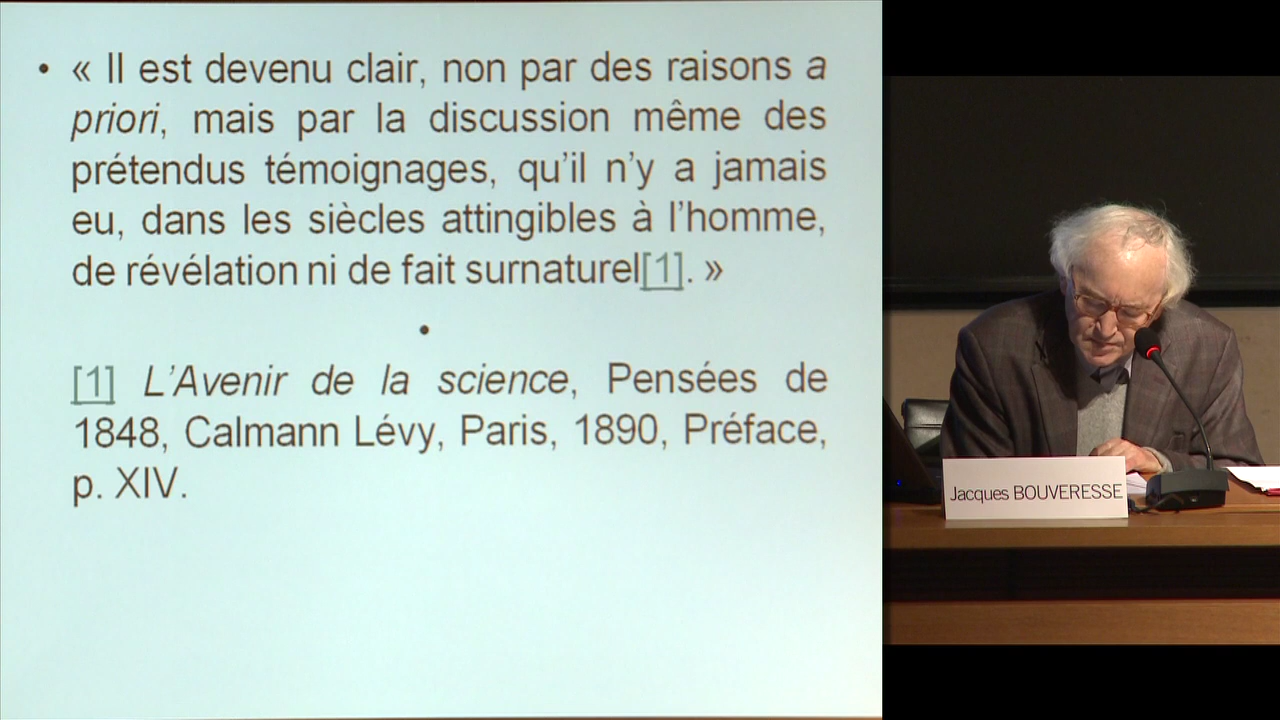 • « Il est devenu clair, non par des raisons a
priori, mais par la discussion même des
prétendus témoignages, qu’il n’y a jamais
eu, dans les siècles attingibles à l’homme,
de révélation ni de fait surnaturel[1]. »
•
[1] L’Avenir de la science, Pensées de
1848, Calmann Lévy, Paris, 1890, Préface,
p. XIV.
Jacques BOUVERESSE